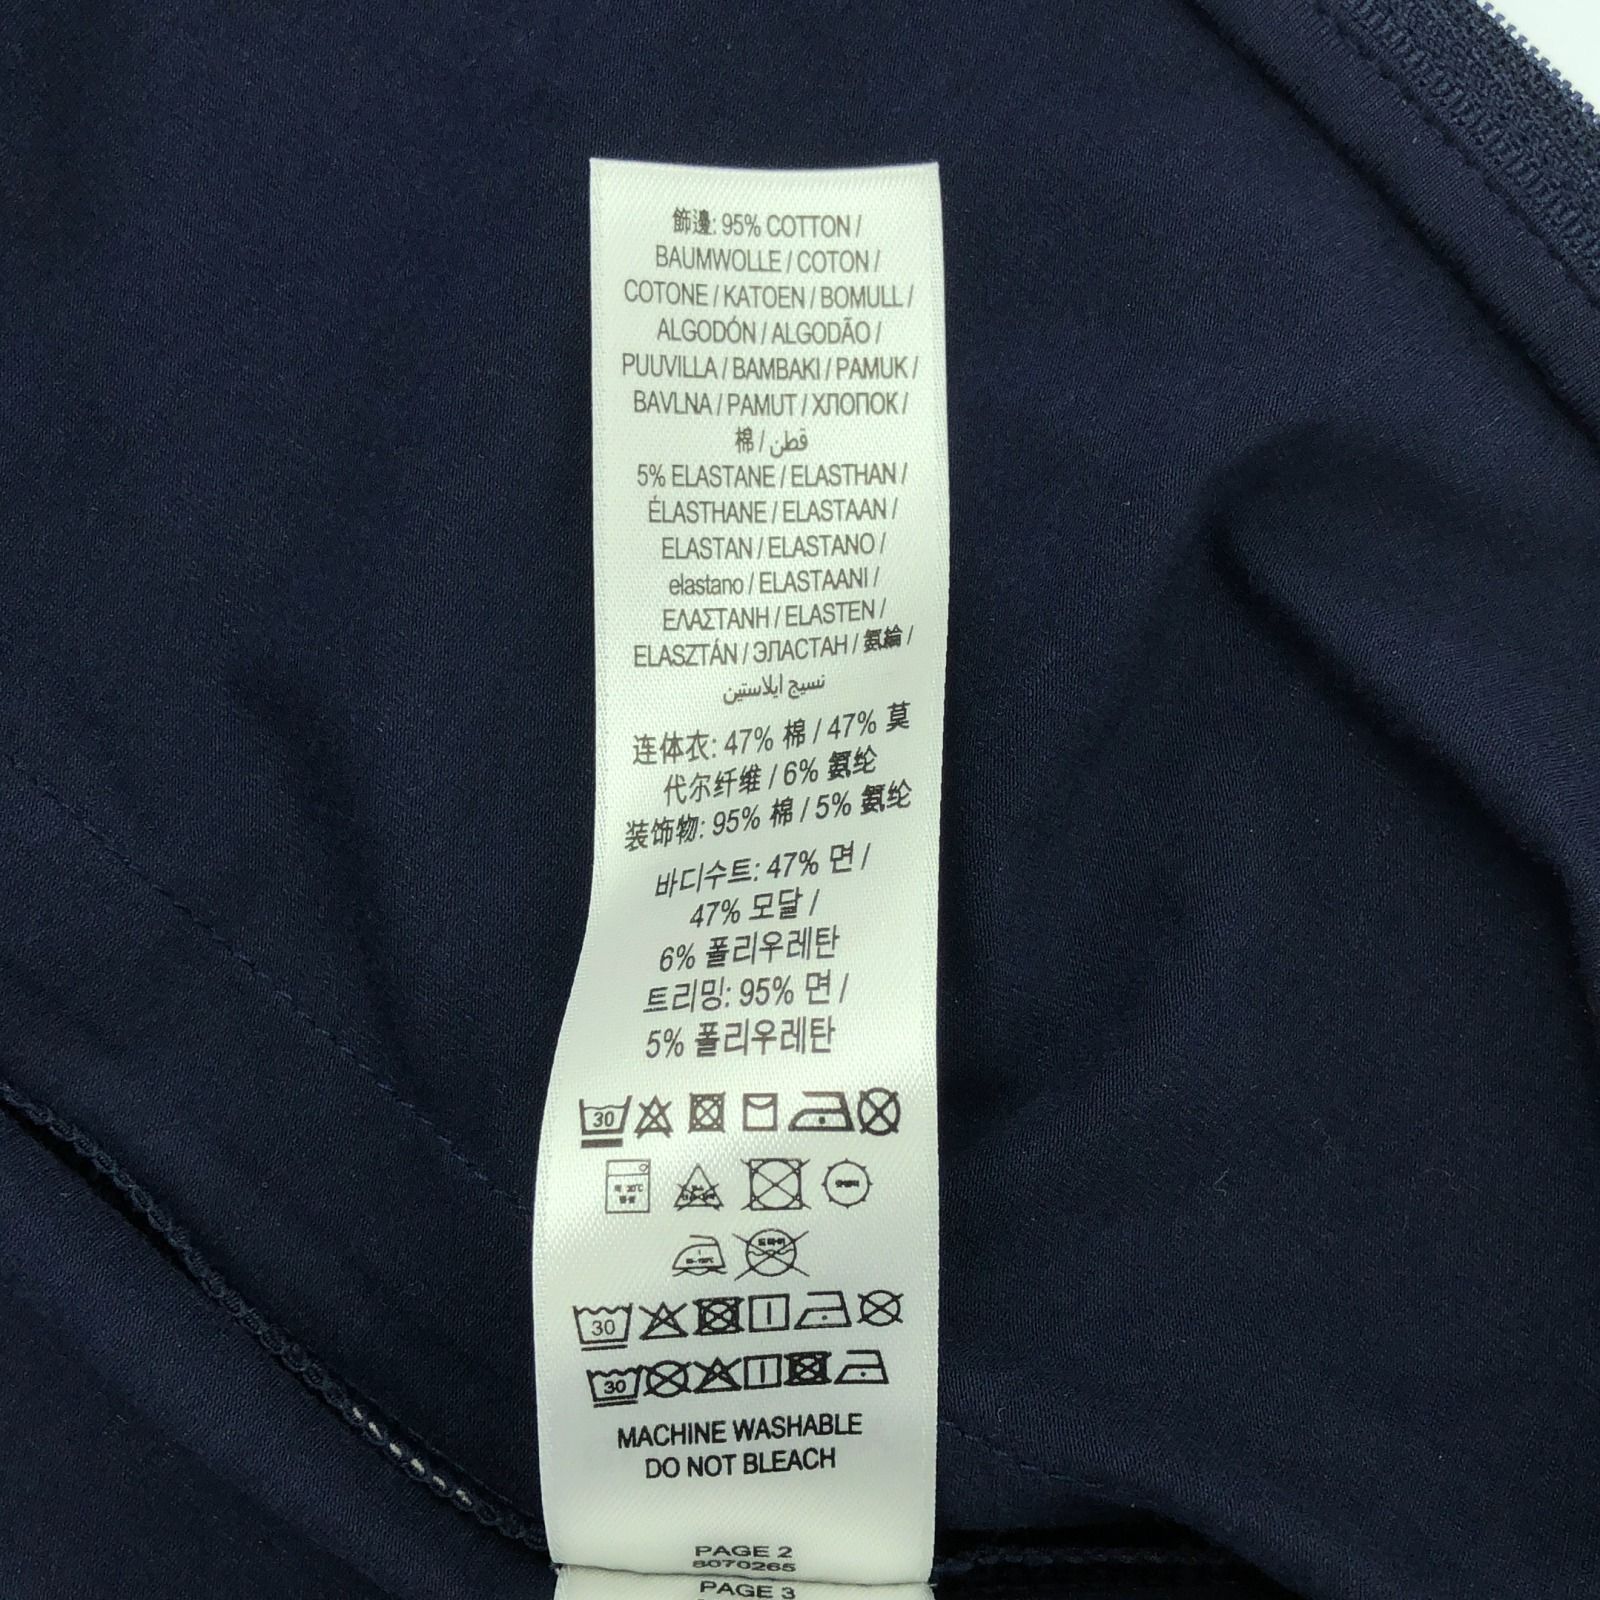 飾邊: 95% COTTON /
BAUMWOLLE / COTON /
COTONE / KATOEN / BOMULL /
ALGODÓN / ALGODÃO /
PUUVILLA / BAMBAKI / PAMUK /
BAVLNA / PAMUT / ХЛОПОК /
棉 / قطن
5% ELASTANE / ELASTHAN /
ÉLASTHANE / ELASTAAN /
ELASTAN / ELASTANO /
elastano / ELASTAANI /
ΕΛΑΣΤΑΝΗ / ELASTEN /
ELASZTÁN / ЭЛАСТАН / 氨綸 /
نسيج ايلاستين
连体衣: 47% 棉 / 47% 莫
代尔纤维 / 6% 氨纶
装饰物: 95% 棉 / 5% 氨纶
바디수트: 47% 면 /
47% 모달 /
6% 폴리우레탄
트리밍: 95% 면 /
5% 폴리우레탄
30
30
30
MACHINE WASHABLE
DO NOT BLEACH
PAGE 2
8070265
PAGE 3